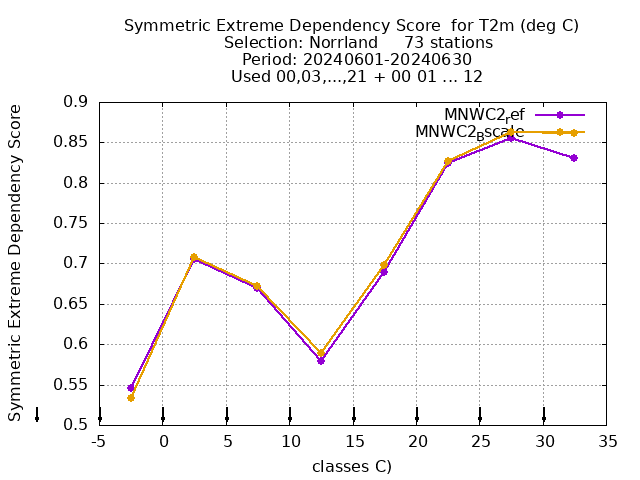 Symmetric Extreme Dependency Score  for T2m (deg C)
Selection: Norrland     73 stations
Period: 20240601-20240630
Used 00,03,...,21 + 00 01 ... 12
Symmetric Extreme Dependency Score
MNWC2ref
MNWC2Bscale
0.9
0.85
0.8
0.75
0.7
0.65
0.6
0.55
0.5
-5 0 5 10 15 20 25 30 35
classes C)